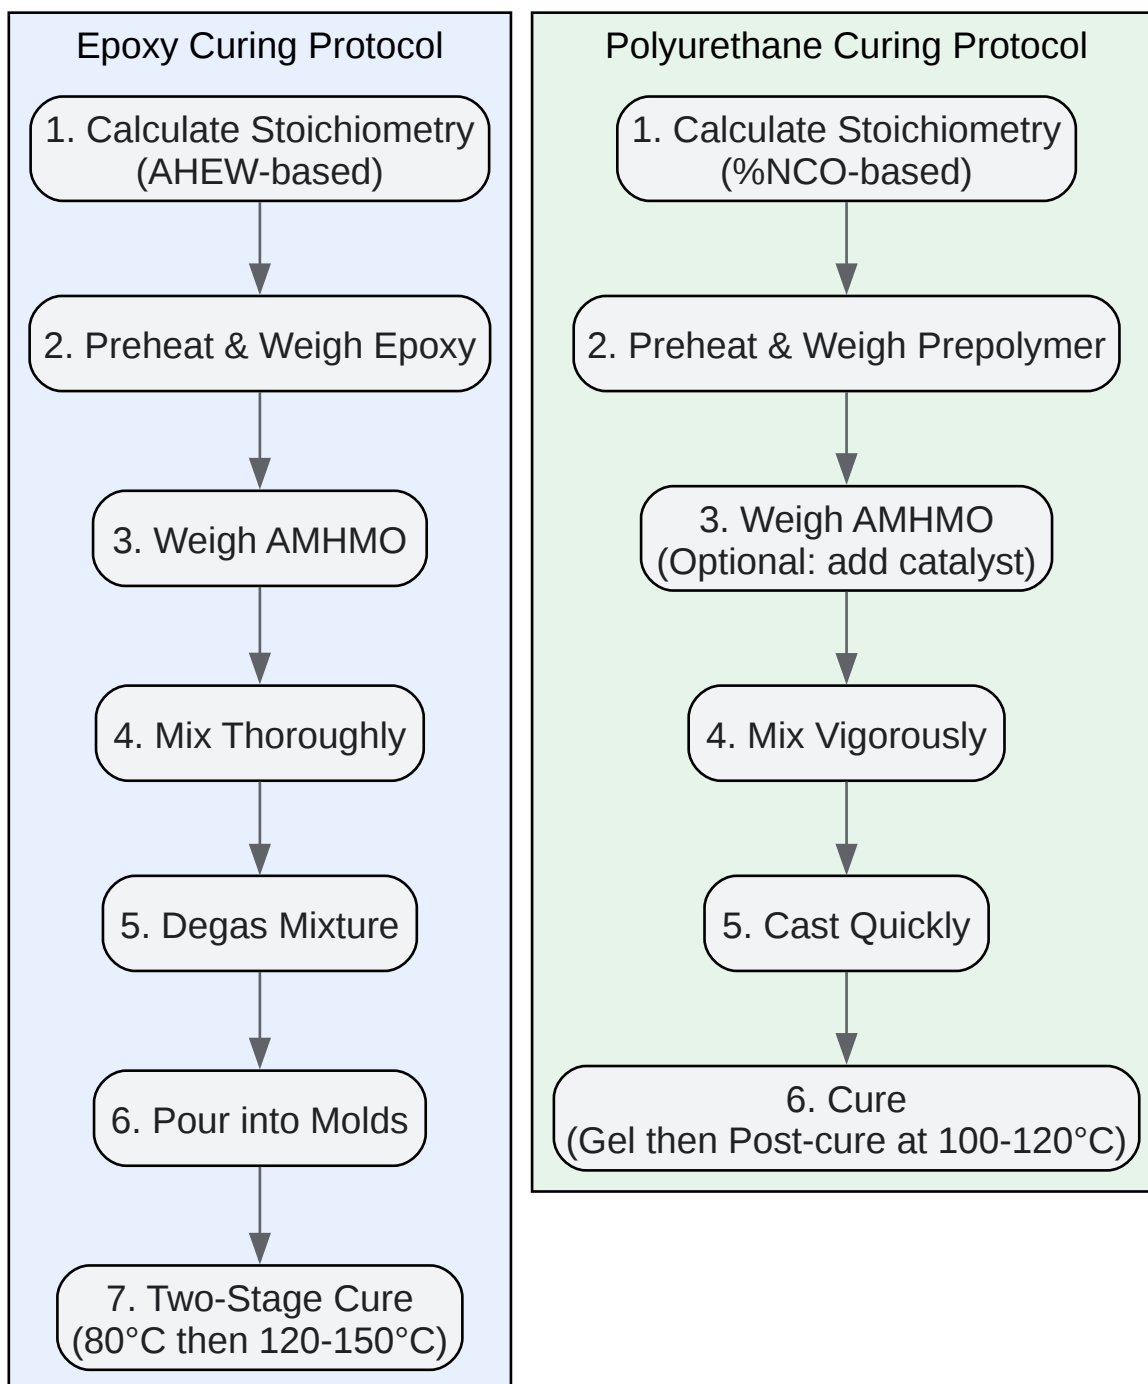 Epoxy Curing Protocol
1. Calculate Stoichiometry
(AHEW-based)
2. Preheat & Weigh Epoxy
3. Weigh AMHMO
4. Mix Thoroughly
5. Degas Mixture
6. Pour into Molds
7. Two-Stage Cure
(80°C then 120-150°C)
Polyurethane Curing Protocol
1. Calculate Stoichiometry
(%NCO-based)
2. Preheat & Weigh Prepolymer
3. Weigh AMHMO
(Optional: add catalyst)
4. Mix Vigorously
5. Cast Quickly
6. Cure
(Gel then Post-cure at 100-120°C)